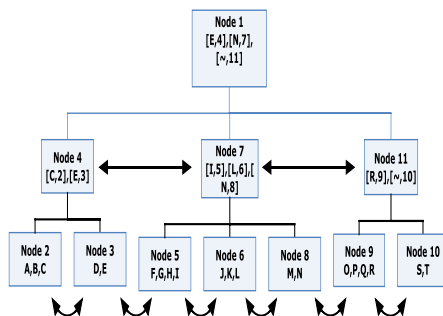 Node 1
[E,4],[N,7],
[~,11]
Node 4
[C,2],[E,3]
Node 7
[I,5],[L,6],[
N,8]
Node 11
[R,9],[~,10]
Node 2
A,B,C
Node 3
D,E
Node 5
F,G,H,I
Node 6
J,K,L
Node 8
M,N
Node 9
O,P,Q,R
Node 10
S,T